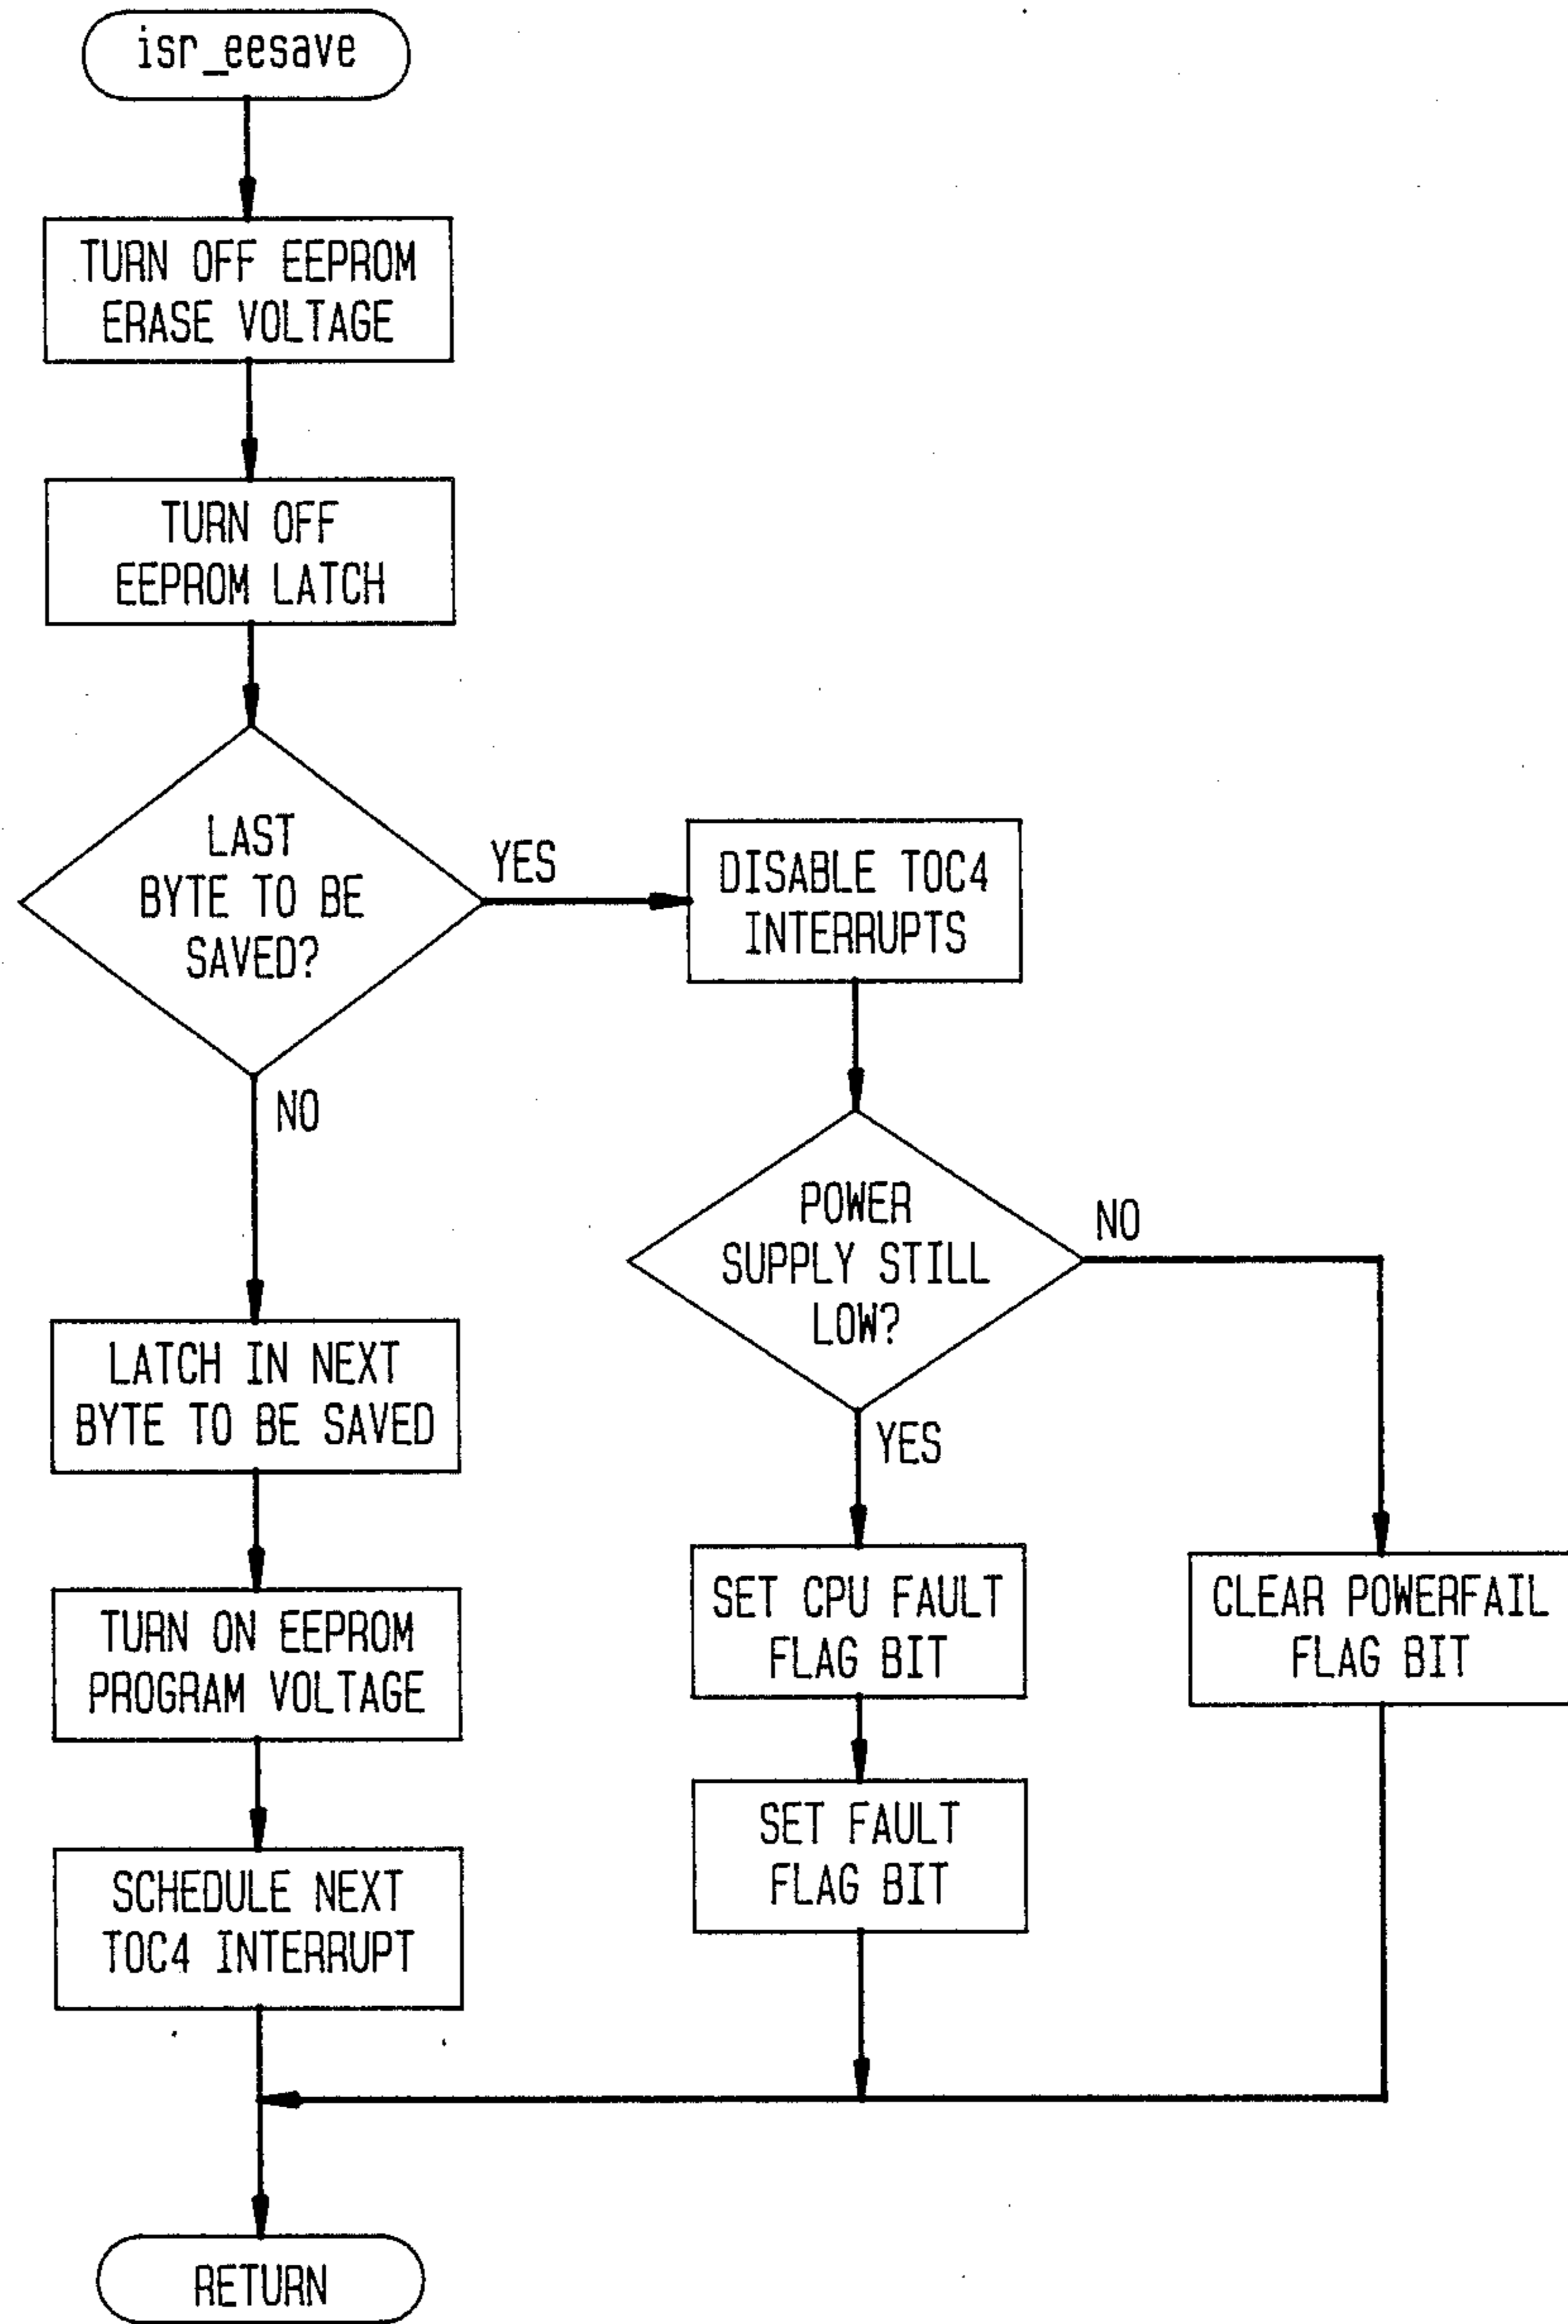 isr_eesave
TURN OFF EEPROM
ERASE VOLTAGE
TURN OFF
EEPROM LATCH
LAST
BYTE TO BE
SAVED?
YES
DISABLE TOC4
INTERRUPTS
NO
POWER
SUPPLY STILL
LOW?
NO
YES
LATCH IN NEXT
BYTE TO BE SAVED
TURN ON EEPROM
PROGRAM VOLTAGE
SCHEDULE NEXT
TOC4 INTERRUPT
SET CPU FAULT
FLAG BIT
SET FAULT
FLAG BIT
CLEAR POWERFAIL
FLAG BIT
RETURN